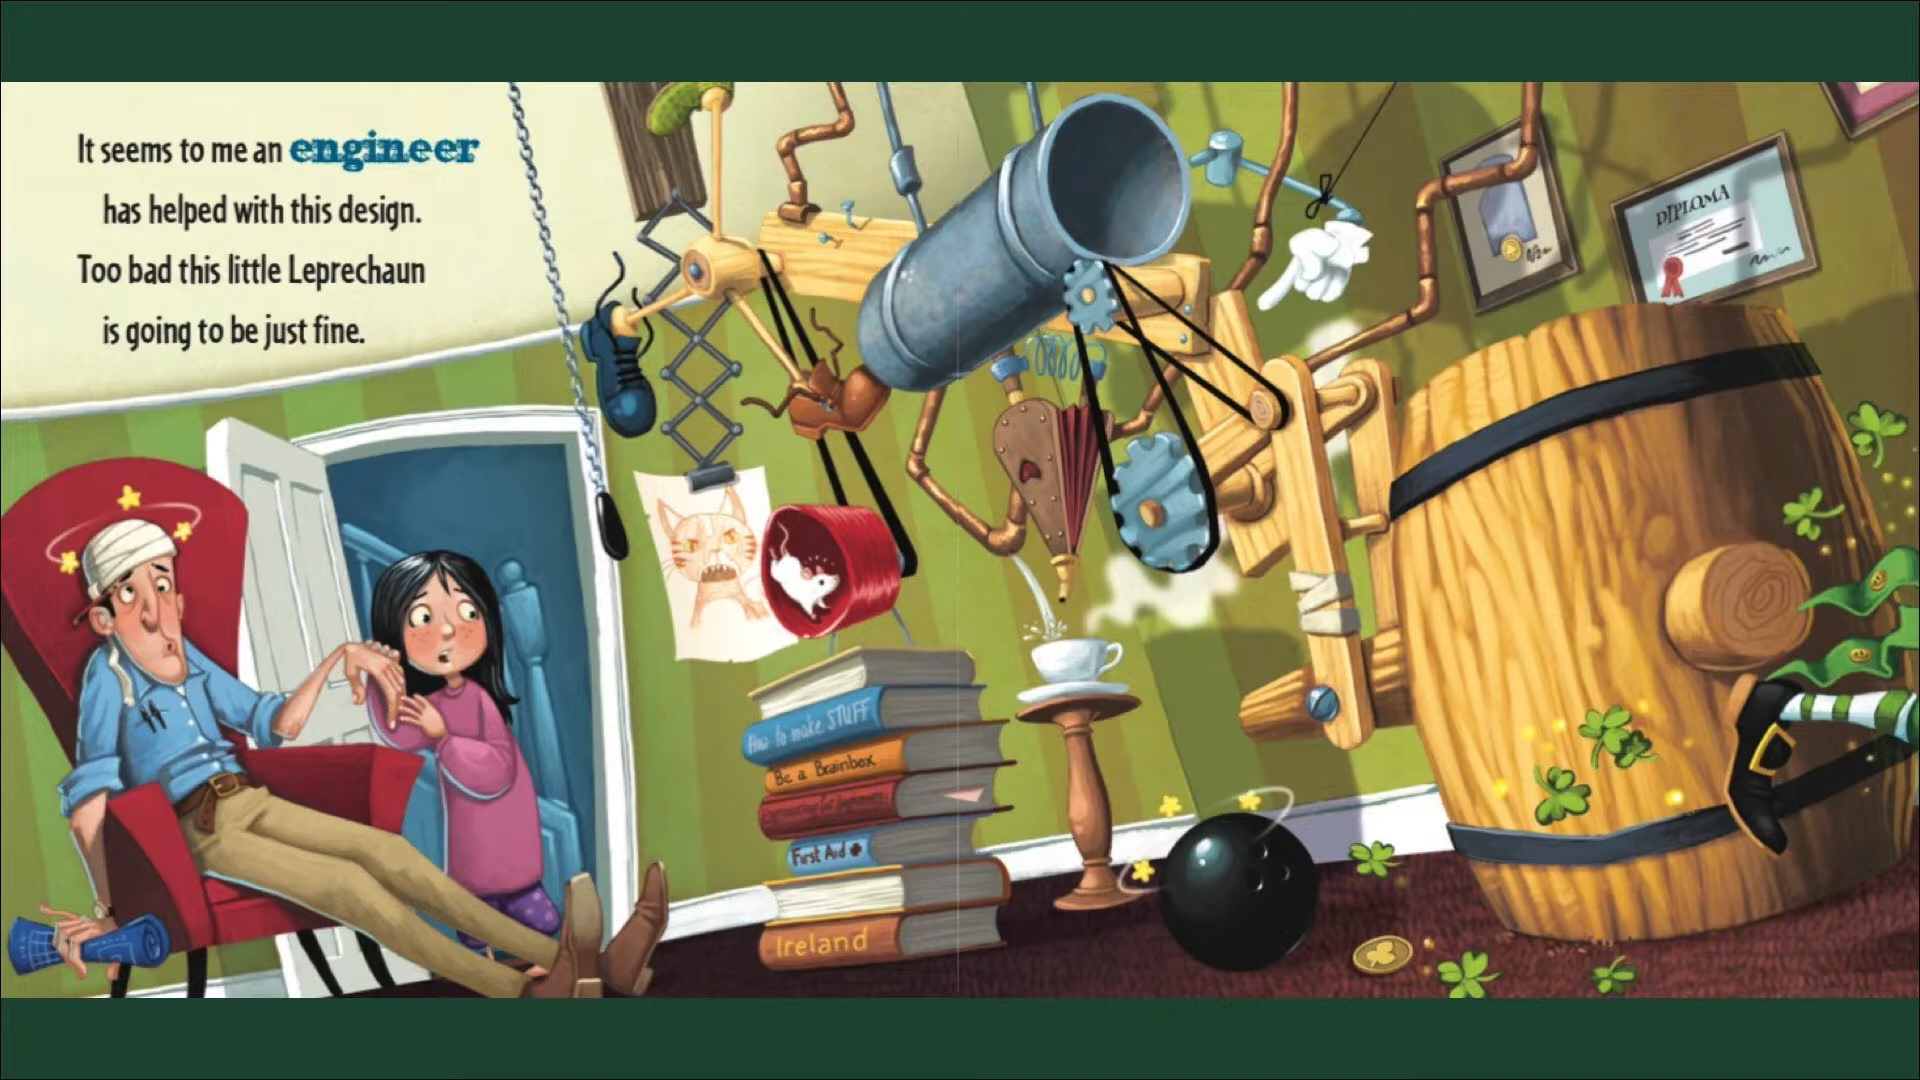 It seems to me an engineer
has helped with this design.
Too bad this little Leprechaun
is going to be just fine.
DIPLOMA
How to make STUFF
Be a Brainbox
First Aid
Ireland